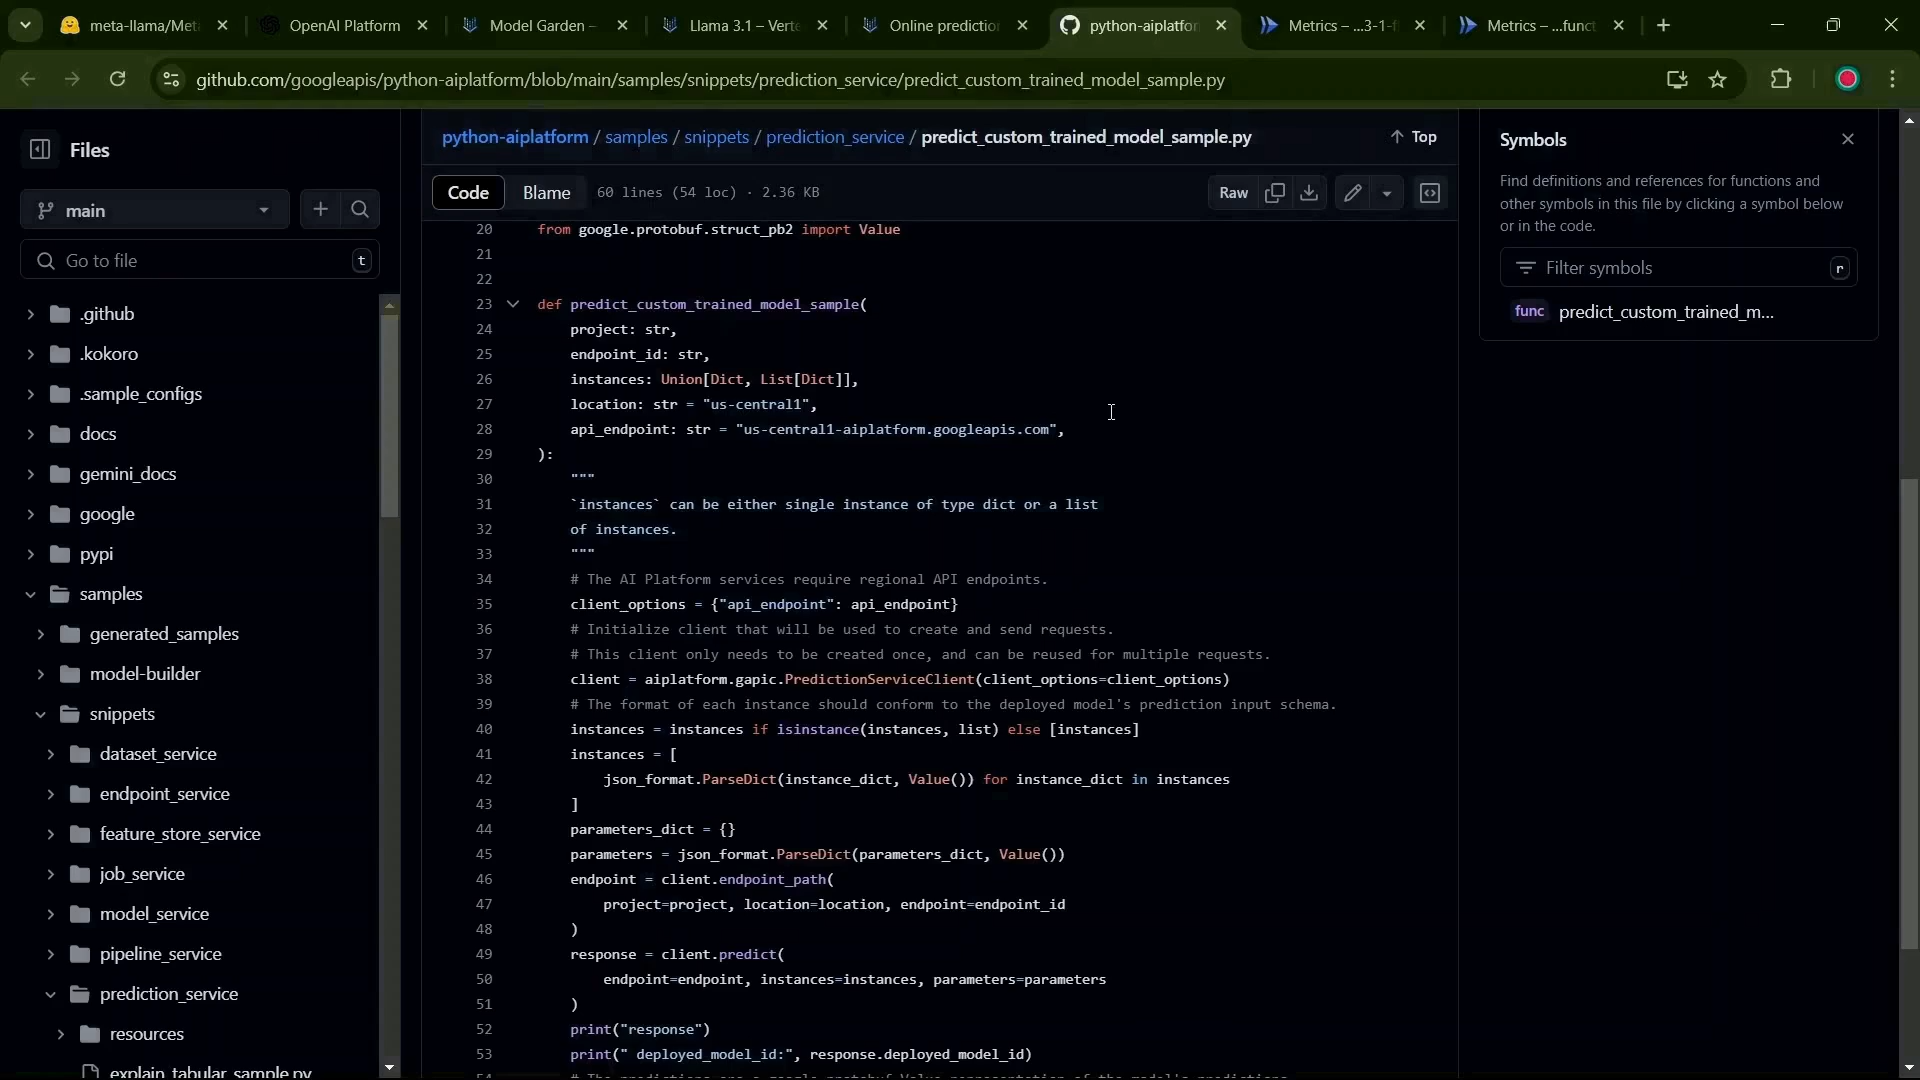 meta-llama/Met
OpenAI Platform
Model Garden –
Llama 3.1 – Verte
Online prediction
python-aiplatfor
Metrics – ...3-1-f
Metrics – ...funct
github.com/googleapis/python-aiplatform/blob/main/samples/snippets/prediction_service/predict_custom_trained_model_sample.py
Files
main
Go to file
t
.github
.kokoro
.sample_configs
docs
gemini_docs
google
pypi
samples
generated_samples
model-builder
snippets
dataset_service
endpoint_service
feature_store_service
job_service
model_service
pipeline_service
prediction_service
resources
explain_tabular_sample.py
python-aiplatform / samples / snippets / prediction_service / predict_custom_trained_model_sample.py
Top
Code
Blame
60 lines (54 loc) · 2.36 KB
Raw
20 from google.protobuf.struct_pb2 import Value
21
22
23 def predict_custom_trained_model_sample(
24 project: str,
25 endpoint_id: str,
26 instances: Union[Dict, List[Dict]],
27 location: str = "us-central1",
28 api_endpoint: str = "us-central1-aiplatform.googleapis.com",
29 ):
30 """
31 `instances` can be either single instance of type dict or a list
32 of instances.
33 """
34 # The AI Platform services require regional API endpoints.
35 client_options = {"api_endpoint": api_endpoint}
36 # Initialize client that will be used to create and send requests.
37 # This client only needs to be created once, and can be reused for multiple requests.
38 client = aiplatform.gapic.PredictionServiceClient(client_options=client_options)
39 # The format of each instance should conform to the deployed model's prediction input schema.
40 instances = instances if isinstance(instances, list) else [instances]
41 instances = [
42 json_format.ParseDict(instance_dict, Value()) for instance_dict in instances
43 ]
44 parameters_dict = {}
45 parameters = json_format.ParseDict(parameters_dict, Value())
46 endpoint = client.endpoint_path(
47 project=project, location=location, endpoint=endpoint_id
48 )
49 response = client.predict(
50 endpoint=endpoint, instances=instances, parameters=parameters
51 )
52 print("response")
53 print(" deployed_model_id:", response.deployed_model_id)
54 # The predictions are a google.protobuf.Value representation of the model's predictions.
Symbols
Find definitions and references for functions and
other symbols in this file by clicking a symbol below
or in the code.
Filter symbols
r
func predict_custom_trained_m...